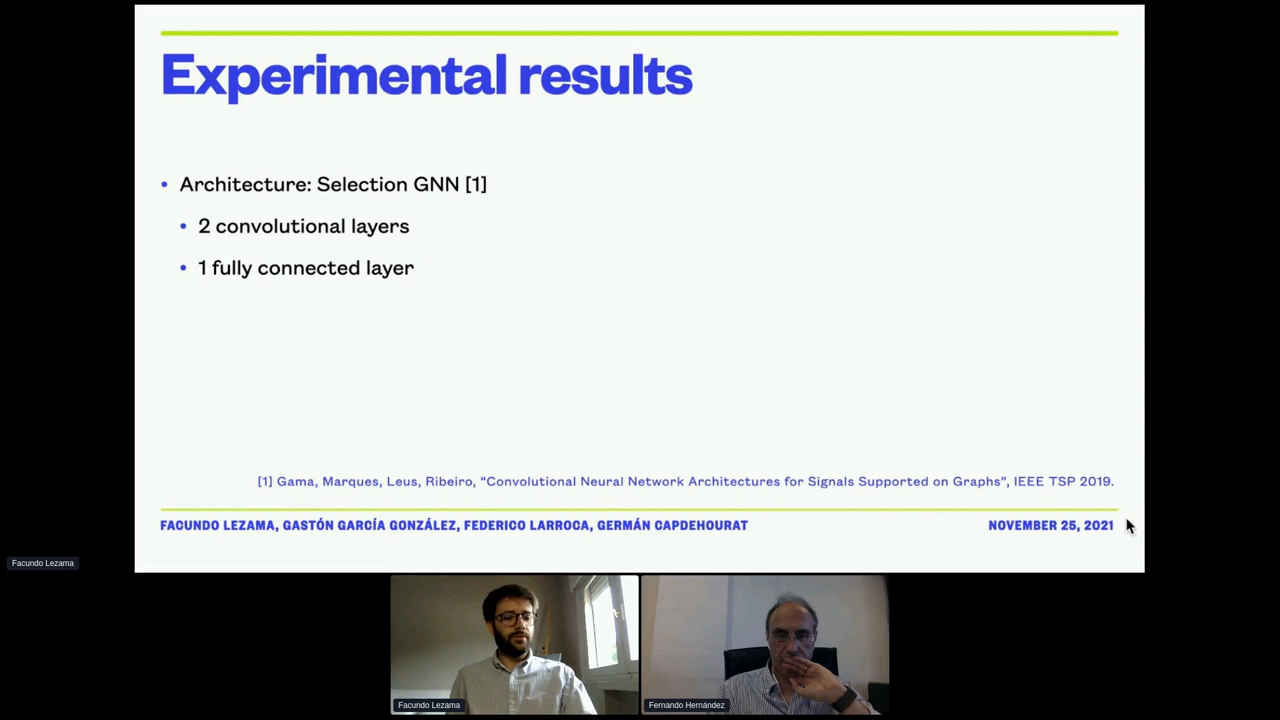 Experimental results
• Architecture: Selection GNN [1]
• 2 convolutional layers
• 1 fully connected layer
[1] Gama, Marques, Leus, Ribeiro, “Convolutional Neural Network Architectures for Signals Supported on Graphs”, IEEE TSP 2019.
FACUNDO LEZAMA, GASTÓN GARCÍA GONZÁLEZ, FEDERICO LARROCA, GERMÁN CAPDEHOURAT NOVEMBER 25, 2021
Facundo Lezama
Facundo Lezama Fernando Hernández